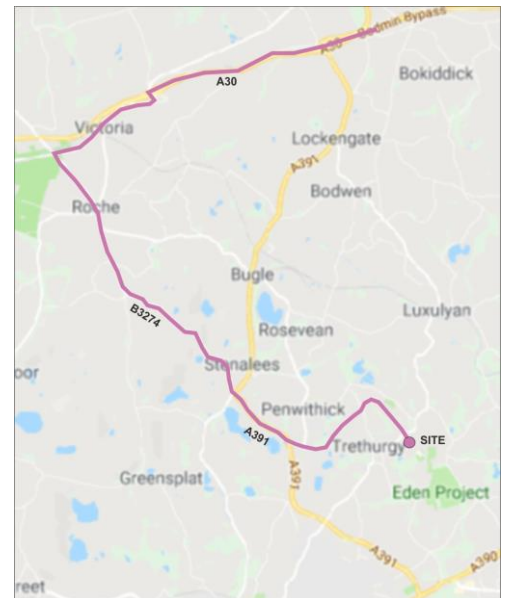 A30
Bodmin Bypass
A30
Bokiddick
Victoria
Lockengate
A391
Bodwen
Roche
Bugle
Luxulyan
B3274
Rosevean
Stenalees
oor
Penwithick
A391
Trethurgy
SITE
Greensplat
A391
Eden Project
A391
A390
reet